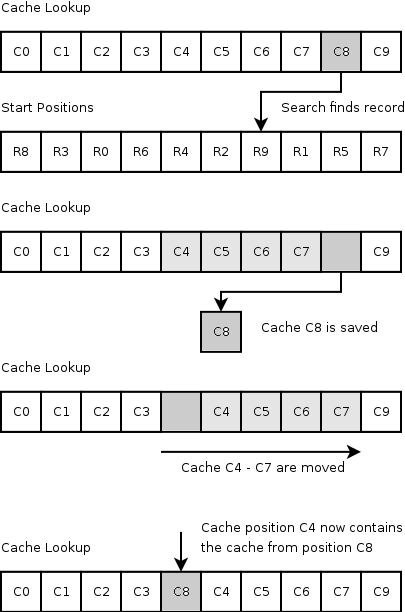 Cache Lookup
C0 C1 C2 C3 C4 C5 C6 C7 C8 C9
Start Positions
Search finds record
R8 R3 R0 R6 R4 R2 R9 R1 R5 R7
Cache Lookup
C0 C1 C2 C3 C4 C5 C6 C7 C9
C8
Cache C8 is saved
Cache Lookup
C0 C1 C2 C3 C4 C5 C6 C7 C9
Cache C4 - C7 are moved
Cache position C4 now contains
the cache from position C8
Cache Lookup
C0 C1 C2 C3 C8 C4 C5 C6 C7 C9